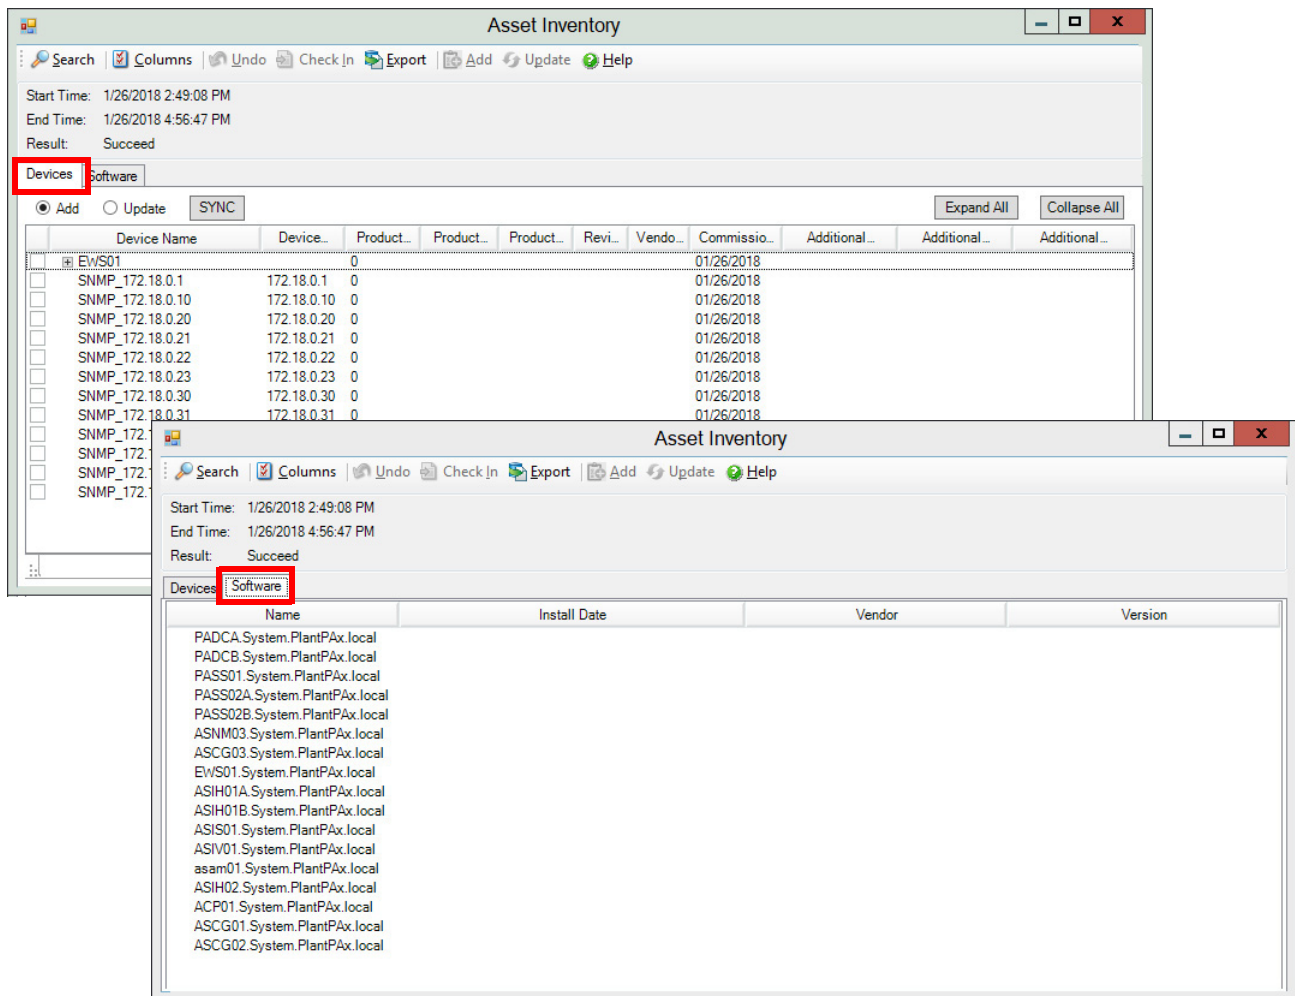 Asset Inventory
Search Columns Undo Check In Export Add Update Help
Start Time: 1/26/2018 2:49:08 PM
End Time: 1/26/2018 4:56:47 PM
Result: Succeed
Devices Software
Add Update SYNC Expand All Collapse All
Device Name Device... Product... Product... Product... Revi... Vendo... Commissio... Additional... Additional... Additional...
EWS01 0 01/26/2018
SNMP_172.18.0.1 172.18.0.1 0 01/26/2018
SNMP_172.18.0.10 172.18.0.10 0 01/26/2018
SNMP_172.18.0.20 172.18.0.20 0 01/26/2018
SNMP_172.18.0.21 172.18.0.21 0 01/26/2018
SNMP_172.18.0.22 172.18.0.22 0 01/26/2018
SNMP_172.18.0.23 172.18.0.23 0 01/26/2018
SNMP_172.18.0.30 172.18.0.30 0 01/26/2018
SNMP_172.18.0.31 172.18.0.31 0 01/26/2018
SNMP_172.1
SNMP_172.1
SNMP_172.1
SNMP_172.1
Asset Inventory
Search Columns Undo Check In Export Add Update Help
Start Time: 1/26/2018 2:49:08 PM
End Time: 1/26/2018 4:56:47 PM
Result: Succeed
Devices Software
Name Install Date Vendor Version
PADCA.System.PlantPAx.local
PADCB.System.PlantPAx.local
PASS01.System.PlantPAx.local
PASS02A.System.PlantPAx.local
PASS02B.System.PlantPAx.local
ASNM03.System.PlantPAx.local
ASCG03.System.PlantPAx.local
EWS01.System.PlantPAx.local
ASIH01A.System.PlantPAx.local
ASIH01B.System.PlantPAx.local
ASIS01.System.PlantPAx.local
ASIV01.System.PlantPAx.local
asam01.System.PlantPAx.local
ASIH02.System.PlantPAx.local
ACP01.System.PlantPAx.local
ASCG01.System.PlantPAx.local
ASCG02.System.PlantPAx.local